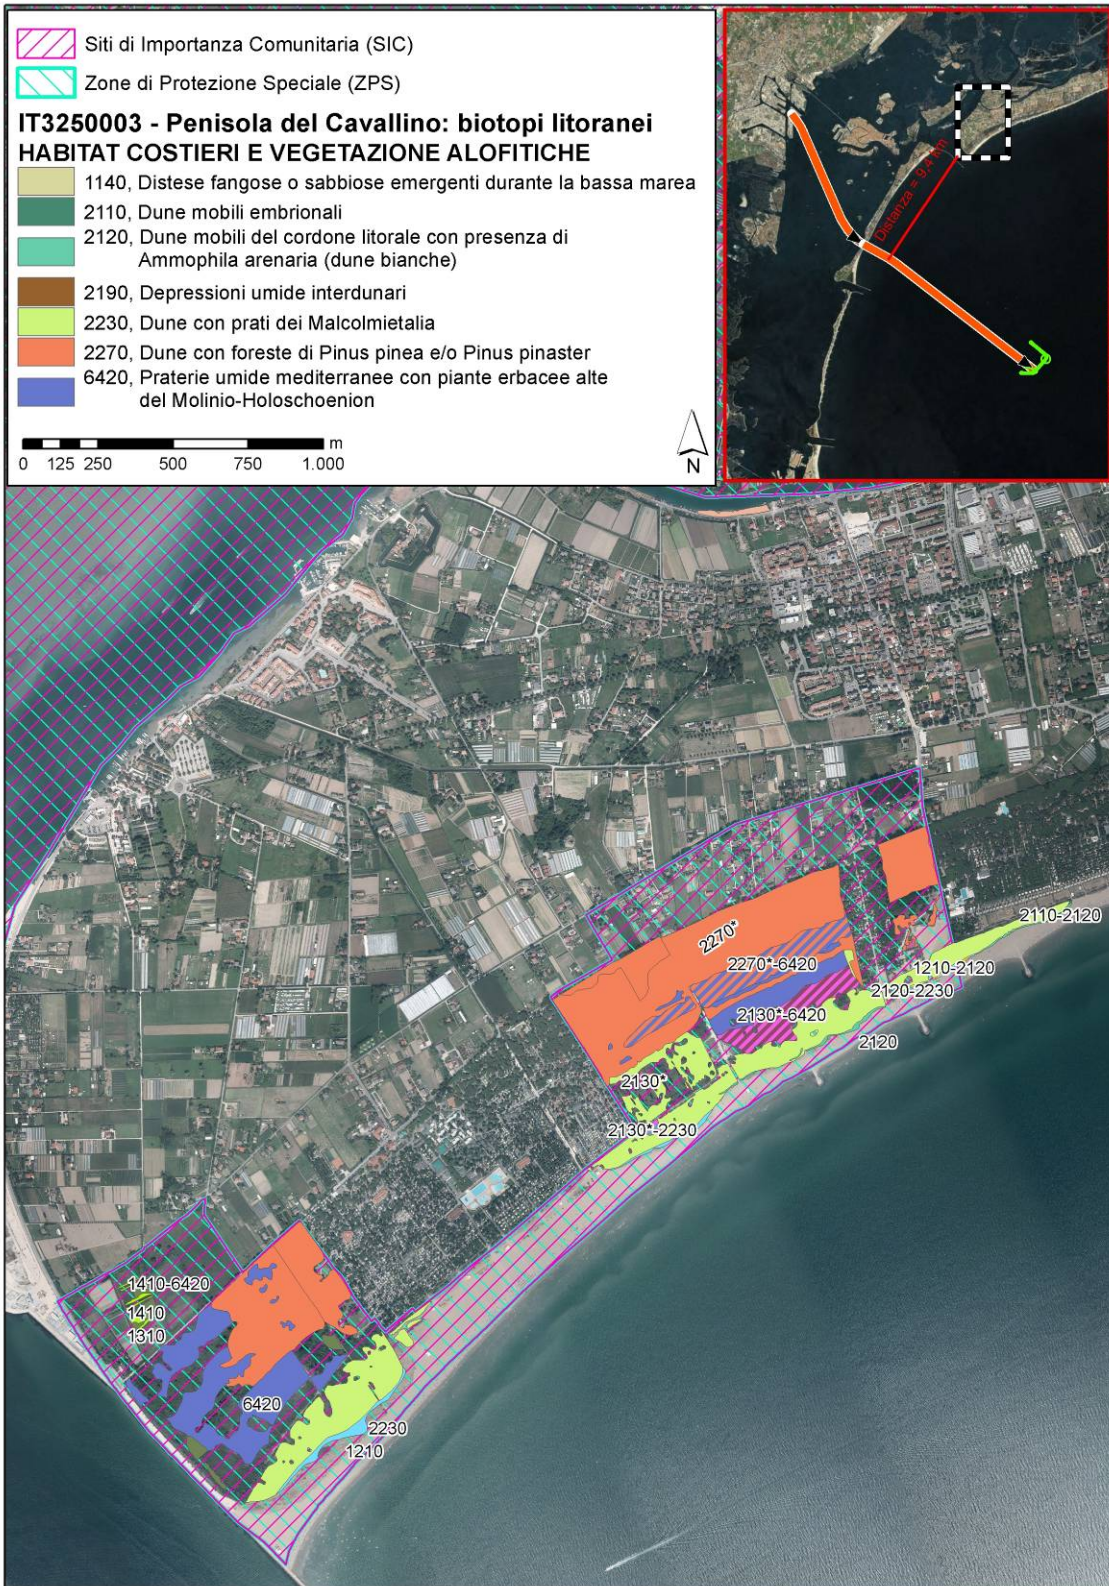 Siti di Importanza Comunitaria (SIC)
Zone di Protezione Speciale (ZPS)
IT3250003 - Penisola del Cavallino: biotopi litoranei
HABITAT COSTIERI E VEGETAZIONE ALOFITICHE
1140, Distese fangose o sabbiose emergenti durante la bassa marea
2110, Dune mobili embrionali
2120, Dune mobili del cordone litorale con presenza di
Ammophila arenaria (dune bianche)
2190, Depressioni umide interdunari
2230, Dune con prati dei Malcolmietalia
2270, Dune con foreste di Pinus pinea e/o Pinus pinaster
6420, Praterie umide mediterranee con piante erbacee alte
del Molinio-Holoschoenion
m
0 125 250 500 750 1.000
N
Distanza = 9,4 km
2110-2120
2270*
2270*-6420
1210-2120
2120-2230
2130*-6420
2120
2130*
2130*-2230
1410-6420
1410
1310
6420
2230
1210